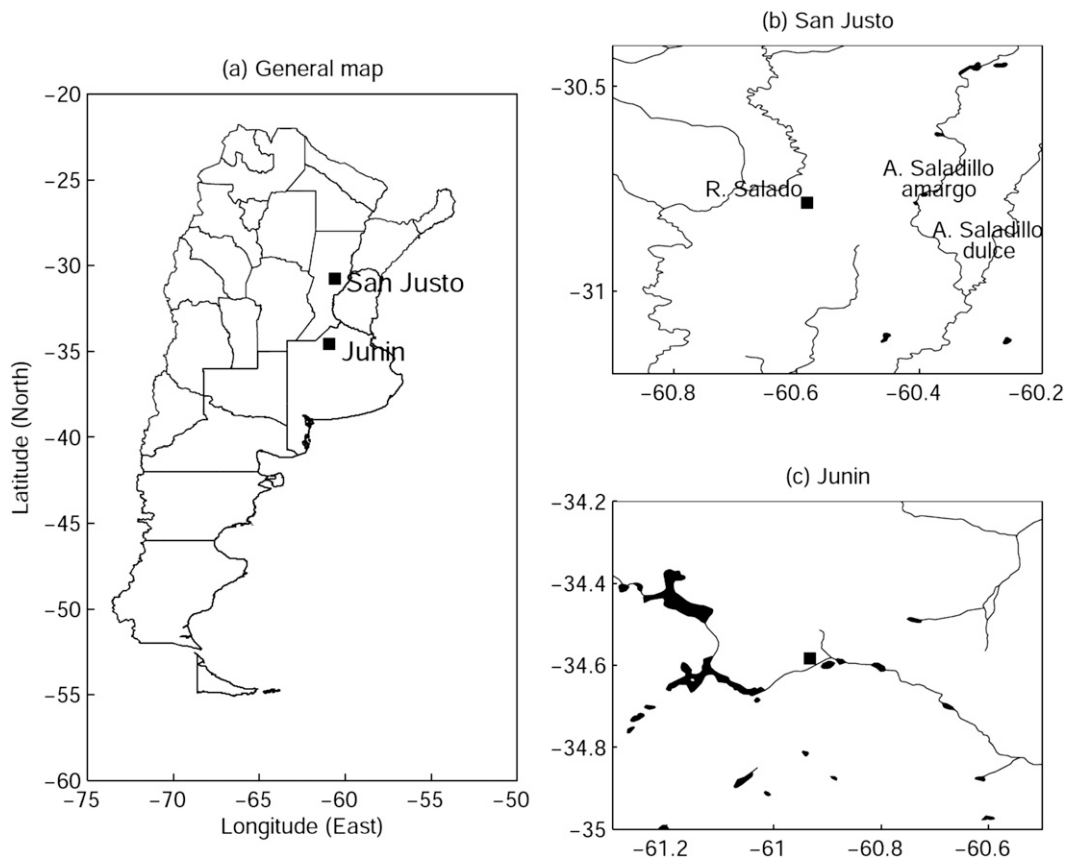 (a) General map
−20
−25
−30
−35
−40
−45
−50
−55
−60
−75
−70
−65
−60
−55
−50
Latitude (North)
Longitude (East)
San Justo
Junin
(b) San Justo
−30.5
−31
−60.8
−60.6
−60.4
−60.2
R. Salado
A. Saladillo
amargo
A. Saladillo
dulce
(c) Junin
−34.2
−34.4
−34.6
−34.8
−35
−61.2
−61
−60.8
−60.6